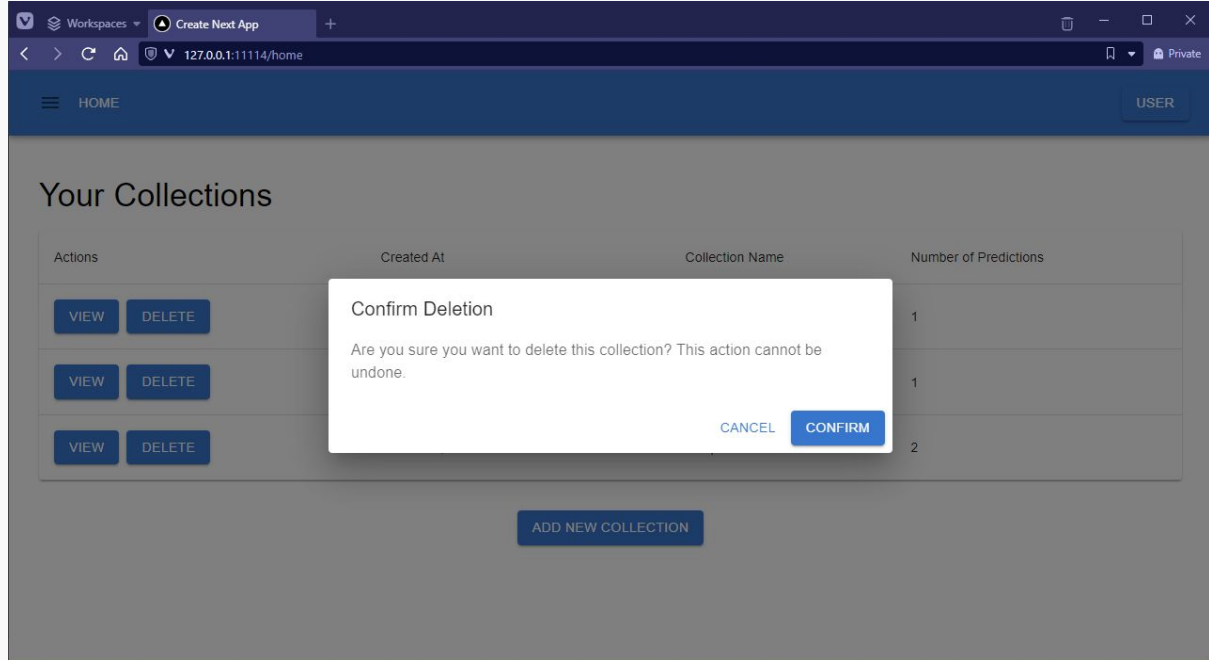 Workspaces Create Next App
127.0.0.1:11114/home Private
HOME USER
Your Collections
Actions Created At Collection Name Number of Predictions
VIEW DELETE 1
VIEW DELETE 1
VIEW DELETE 2
Confirm Deletion
Are you sure you want to delete this collection? This action cannot be
undone.
CANCEL CONFIRM
ADD NEW COLLECTION